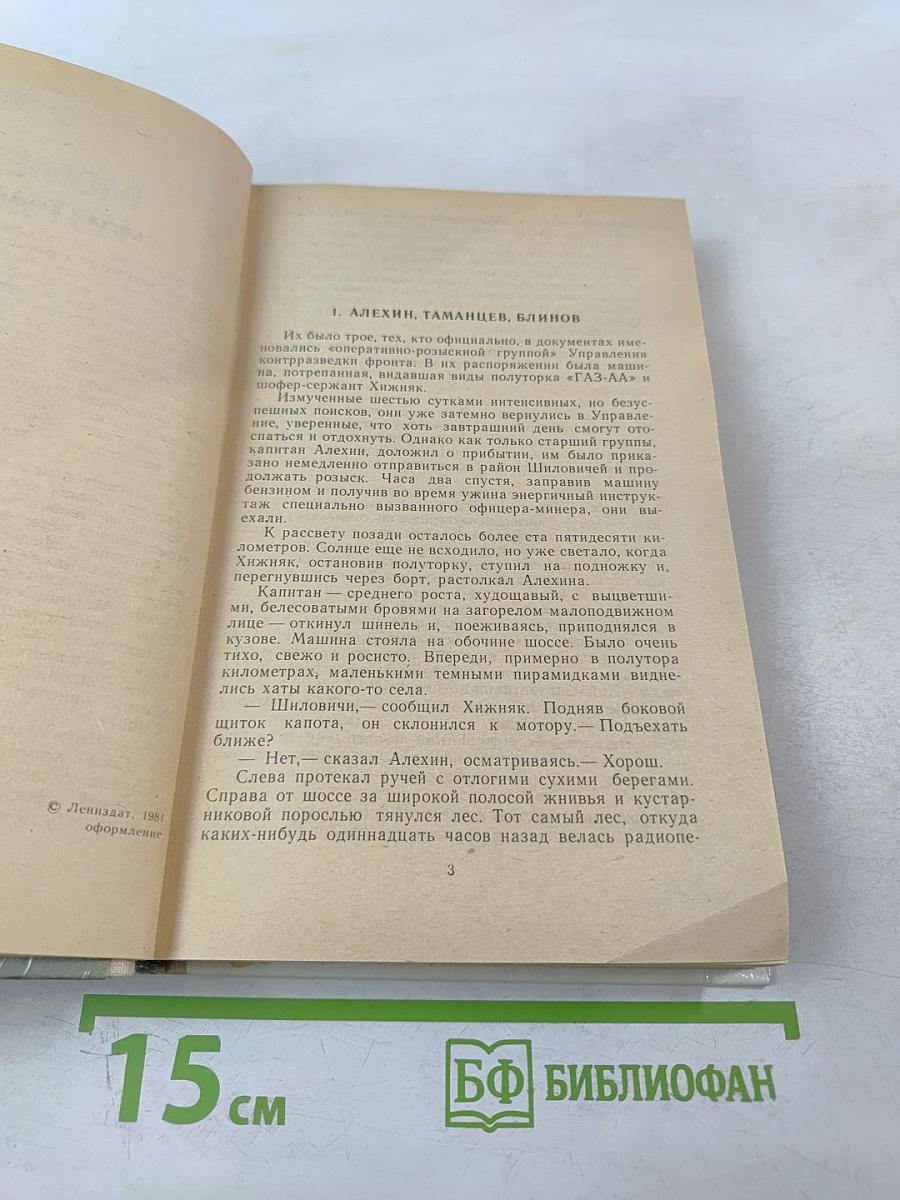 © Лениздат, 1981
оформление
1. АЛЕХИН, ТАМАНЦЕВ, БЛИНОВ
Их было трое, тех, кто официально, в документах име-
новались «оперативно-розыскной группой» Управления
контрразведки фронта. В их распоряжении была маши-
на, потрепанная, видавшая виды полуторка «ГАЗ-АА» и
шофер-сержант Хижняк.
Измученные шестью сутками интенсивных, но безус-
пешных поисков, они уже затемно вернулись в Управле-
ние, уверенные, что хоть завтрашний день смогут ото-
спаться и отдохнуть. Однако как только старший группы,
капитан Алехин, доложил о прибытии, им было прика-
зано немедленно отправиться в район Шиловичей и про-
должать розыск. Часа два спустя, заправив машину
бензином и получив во время ужина энергичный инструк-
таж специально вызванного офицера-минера, они вы-
ехали.
К рассвету позади осталось более ста пятидесяти ки-
лометров. Солнце еще не всходило, но уже светало, когда
Хижняк, остановив полуторку, ступил на подножку и,
перегнувшись через борт, растолкал Алехина.
Капитан — среднего роста, худощавый, с выцветши-
ми, белесоватыми бровями на загорелом малоподвижном
лице — откинул шинель и, поеживаясь, приподнялся в
кузове. Машина стояла на обочине шоссе. Было очень
тихо, свежо и росисто. Впереди, примерно в полутора
километрах, маленькими темными пирамидками видне-
лись хаты какого-то села.
— Шиловичи,— сообщил Хижняк. Подняв боковой
щиток капота, он склонился к мотору.— Подъехать
ближе?
— Нет,— сказал Алехин, осматриваясь.— Хорош.
Слева протекал ручей с отлогими сухими берегами.
Справа от шоссе за широкой полосой жнивья и кустар-
никовой порослью тянулся лес. Тот самый лес, откуда
каких-нибудь одиннадцать часов назад велась радиопе-
3
15 см
БФ БИБЛИОФАН